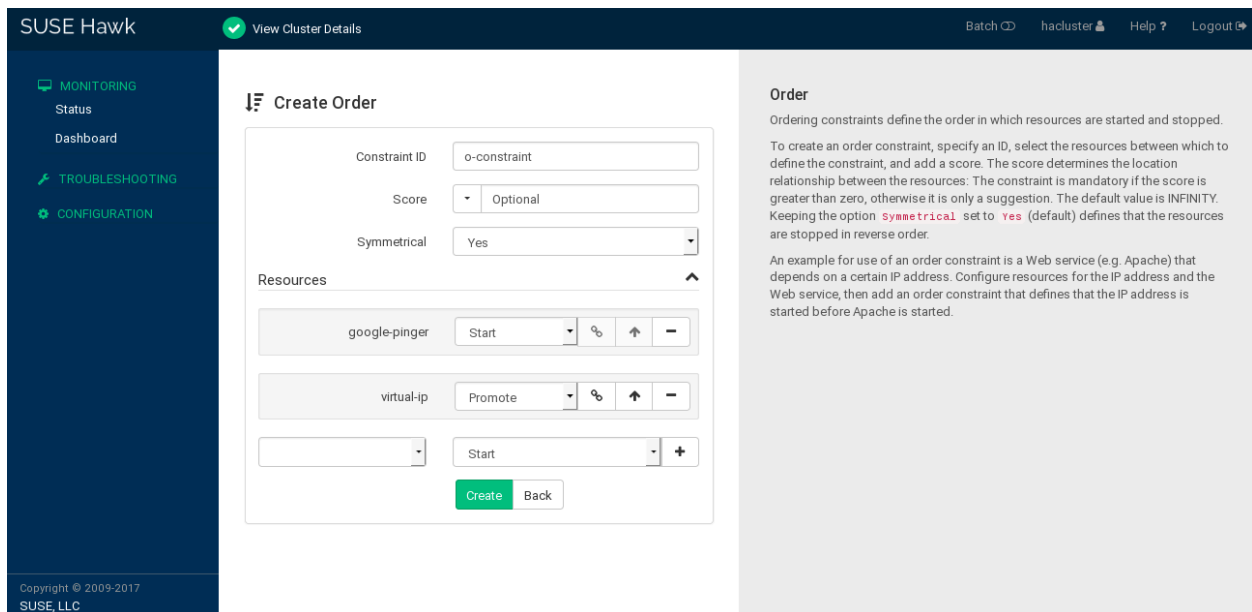 SUSE Hawk
View Cluster Details
Batch
hacluster
Help ?
Logout
MONITORING
Status
Dashboard
TROUBLESHOOTING
CONFIGURATION
Copyright © 2009-2017
SUSE, LLC
Create Order
Constraint ID
o-constraint
Score
Optional
Symmetrical
Yes
Resources
google-pinger
Start
virtual-ip
Promote
Start
Create
Back
Order
Ordering constraints define the order in which resources are started and stopped.
To create an order constraint, specify an ID, select the resources between which to
define the constraint, and add a score. The score determines the location
relationship between the resources: The constraint is mandatory if the score is
greater than zero, otherwise it is only a suggestion. The default value is INFINITY.
Keeping the option Symmetrical set to Yes (default) defines that the resources
are stopped in reverse order.
An example for use of an order constraint is a Web service (e.g. Apache) that
depends on a certain IP address. Configure resources for the IP address and the
Web service, then add an order constraint that defines that the IP address is
started before Apache is started.